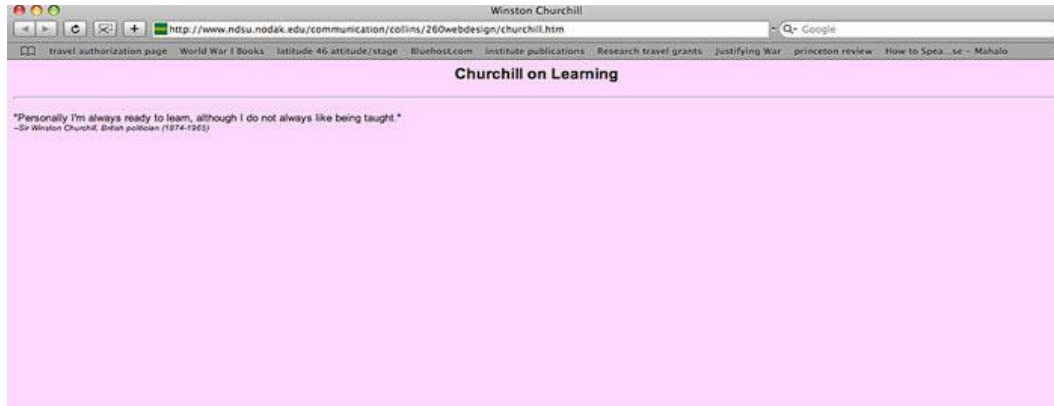 Winston Churchill
http://www.ndsu.nodak.edu/communication/collins/260webdesign/churchill.htm
Google
travel authorization page World War I Books latitude 46 attitude/stage Bluehost.com institute publications Research travel grants Justifying War princeton review How to Spea...se – Mahalo
Churchill on Learning
"Personally I'm always ready to learn, although I do not always like being taught."
--Sir Winston Churchill, British politician (1874-1965)